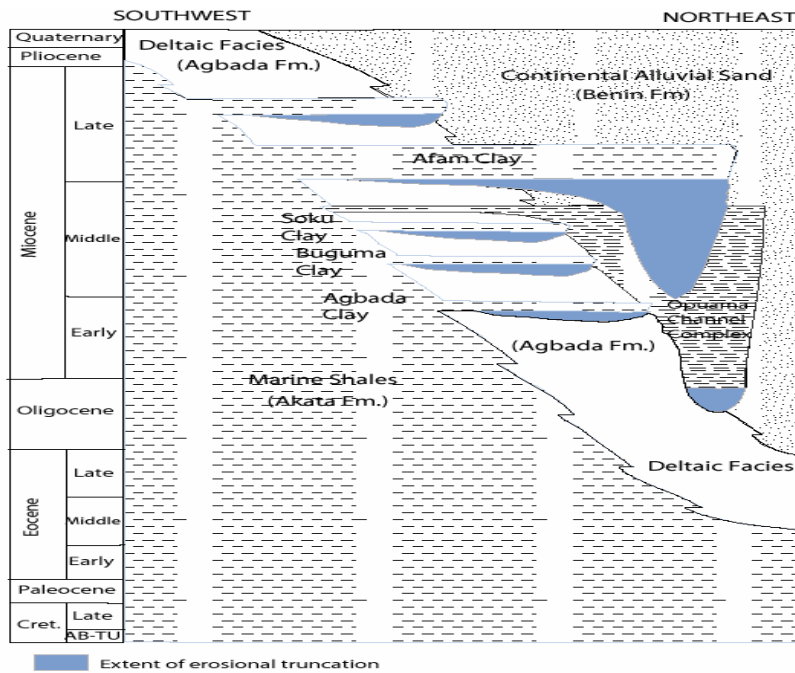 SOUTHWEST
NORTHEAST
Quaternary
Pliocene
Miocene
Late
Middle
Early
Oligocene
Eocene
Late
Middle
Early
Paleocene
Cret.
Late
AB-TU
Deltaic Facies
(Agbada Fm.)
Continental Alluvial Sand
(Benin Fm)
Afam Clay
Soku
Clay
Buguma
Clay
Agbada
Clay
Opuama
Channel
Complex
(Agbada Fm.)
Marine Shales
(Akata Fm.)
Deltaic Facies
Extent of erosional truncation